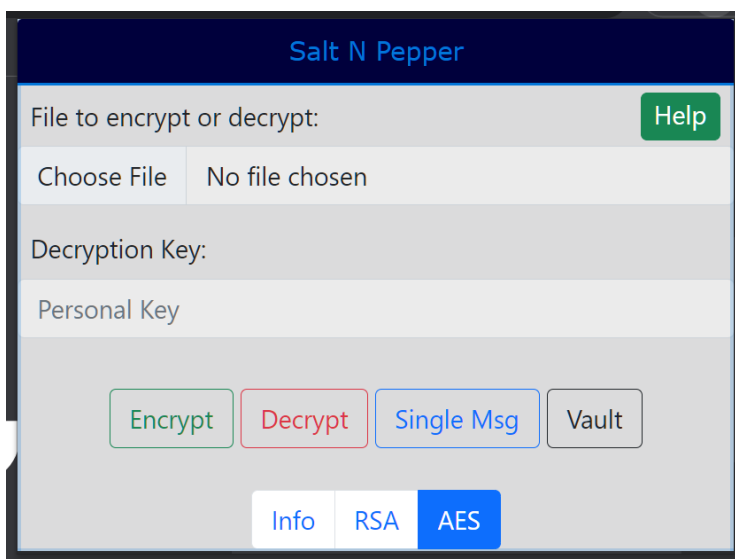 Salt N Pepper
File to encrypt or decrypt: Help
Choose File No file chosen
Decryption Key:
Personal Key
Encrypt Decrypt Single Msg Vault
Info RSA AES